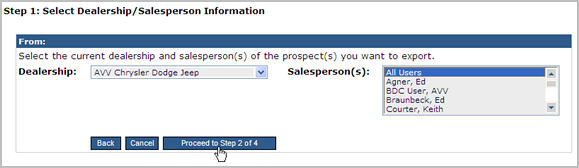 Step 1: Select Dealership/Salesperson Information
From:
Select the current dealership and salesperson(s) of the prospect(s) you want to export.
Dealership: AVV Chrysler Dodge Jeep Salesperson(s): All Users
Agner, Ed
BDC User, AVV
Braunbeck, Ed
Courter, Keith
Back Cancel Proceed to Step 2 of 4